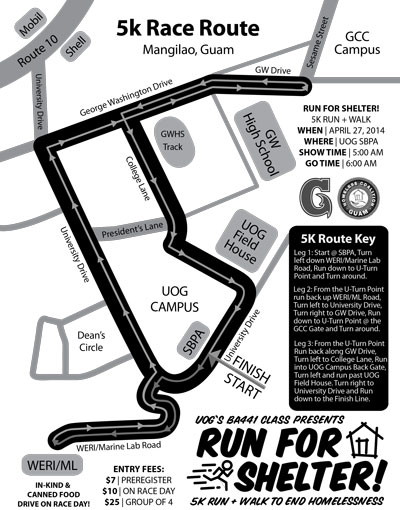 5k Race Route
Mangilao, Guam
Mobil
Shell
Route 10
Sesame Street
GCC
Campus
GW Drive
George Washington Drive
University Drive
RUN FOR SHELTER!
5K RUN + WALK
WHEN | APRIL 27, 2014
WHERE | UOG SBPA
SHOW TIME | 5:00 AM
GO TIME | 6:00 AM
GWHS
Track
GW
High School
College Lane
G
HOMELESS COALITION
GUAM
President's Lane
UOG
Field
House
University Drive
UOG
CAMPUS
5K Route Key
Leg 1: Start @ SBPA, Turn
left down WERI/Marine Lab
Road, Run down to U-Turn
Point and Turn around.
Leg 2: From the U-Turn Point
run back up WERI/ML Road,
Turn left to University Drive,
Turn right to GW Drive, Run
down to U-Turn Point @ the
GCC Gate and Turn around.
Leg 3: From the U-Turn Point
Run back along GW Drive,
Turn left to College Lane, Run
into UOG Campus Back Gate,
Turn left and run past UOG
Field House. Turn right to
University Drive and Run
down to the Finish Line.
Dean's
Circle
SBPA
University Drive
FINISH
START
WERI/Marine Lab Road
WERI/ML
IN-KIND &
CANNED FOOD
DRIVE ON RACE DAY!
ENTRY FEES:
$7 | PREREGISTER
$10 | ON RACE DAY
$25 | GROUP OF 4
UOG'S BA441 CLASS PRESENTS
RUN FOR
SHELTER!
5K RUN + WALK TO END HOMELESSNESS